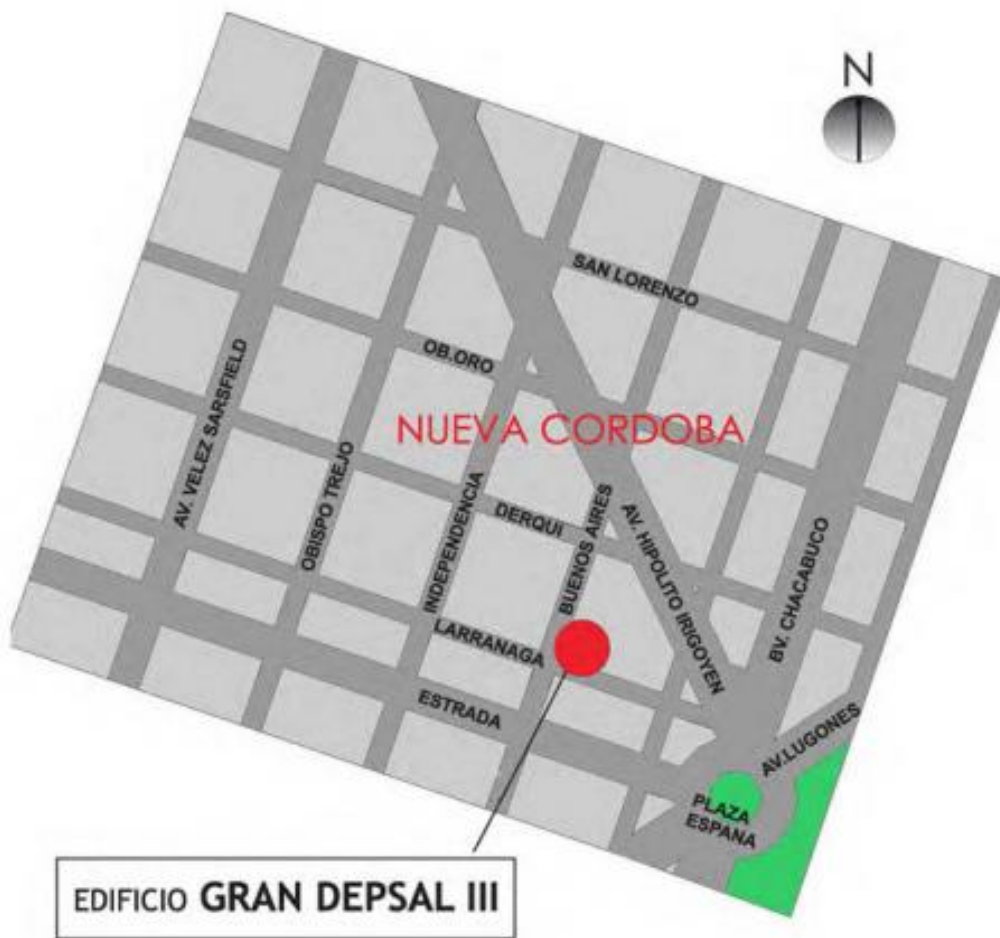 N
SAN LORENZO
OB.ORO
NUEVA CORDOBA
AV. VELEZ SARSFIELD
OBISPO TREJO
INDEPENDENCIA
DERQUI
BUENOS AIRES
AV. HIPOLITO IRIGOYEN
BV. CHACABUCO
LARRANAGA
ESTRADA
AV.LUGONES
PLAZA
ESPANA
EDIFICIO GRAN DEPSAL III